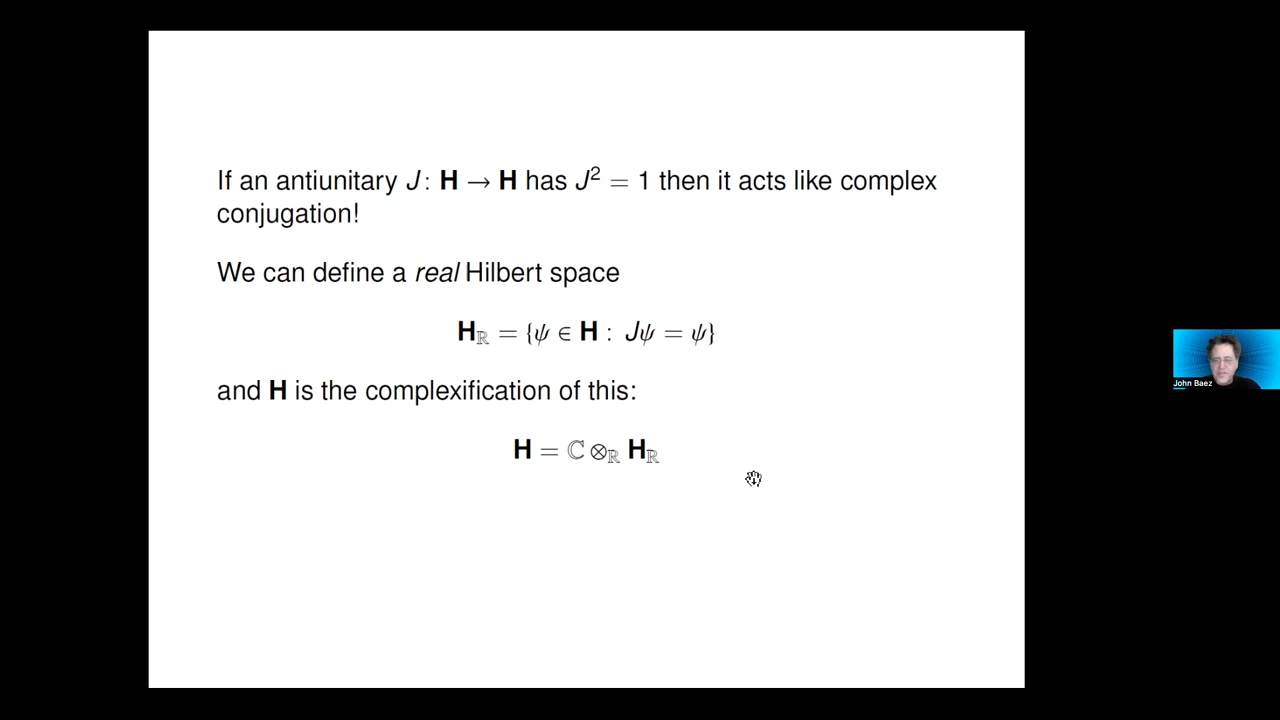 If an antiunitary J : H → H has J² = 1 then it acts like complex
conjugation!
We can define a real Hilbert space
H_ℝ = {ψ ∈ H : Jψ = ψ}
and H is the complexification of this:
H = ℂ ⊗_ℝ H_ℝ
John Baez